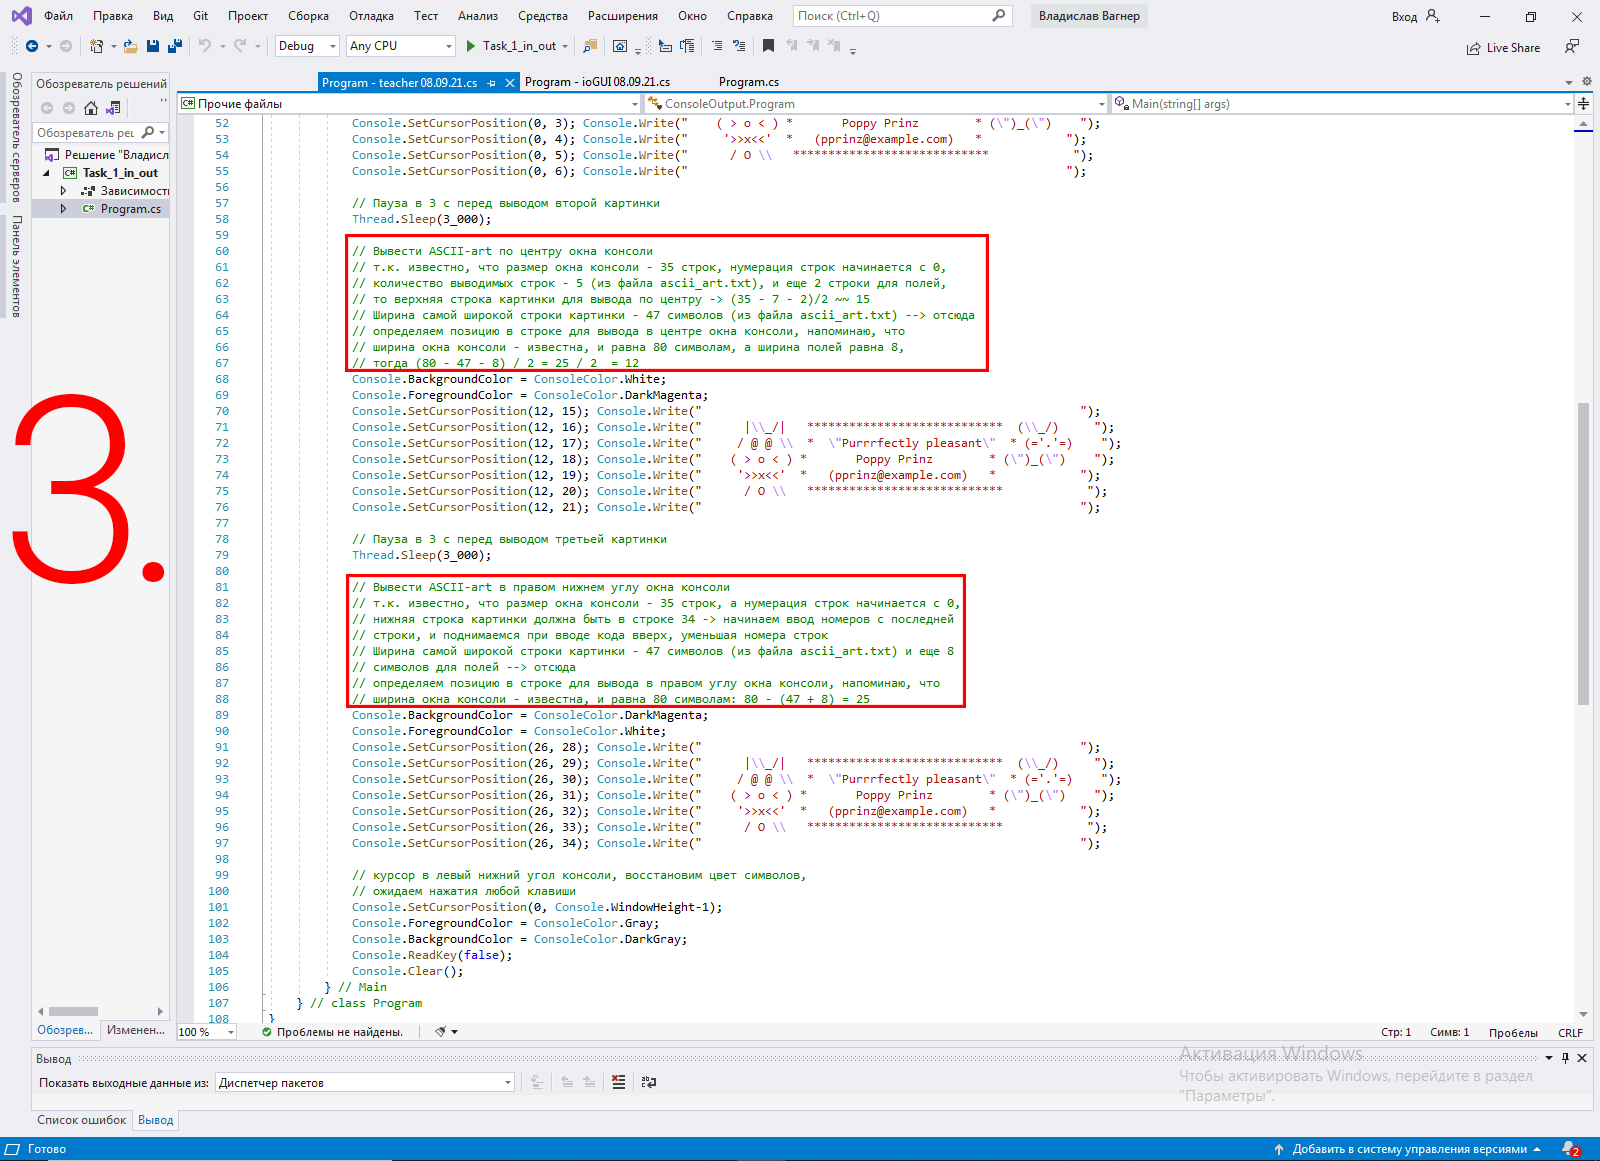 Файл Правка Вид Git Проект Сборка Отладка Тест Анализ Средства Расширения Окно Справка Поиск (Ctrl+Q) Владислав Вагнер Вход
Debug Any CPU Task_1_in_out Live Share
Обозреватель серверов
Панель элементов
Обозреватель решений
Обозреватель рец
Решение "Владисл
Task_1_in_out
Зависимост
Program.cs
Обозрев... Изменен...
3.
Program - teacher 08.09.21.cs Program - ioGUI 08.09.21.cs Program.cs
Прочие файлы ConsoleOutput.Program Main(string[] args)
52 Console.SetCursorPosition(0, 3); Console.Write("    ( > o < ) *       Poppy Prinz        * (\")_(\")    ");
53 Console.SetCursorPosition(0, 4); Console.Write("     '>>x<<'  *   (pprinz@example.com)   *            ");
54 Console.SetCursorPosition(0, 5); Console.Write("      / O \\   ****************************            ");
55 Console.SetCursorPosition(0, 6); Console.Write("                                                      ");
56
57 // Пауза в 3 с перед выводом второй картинки
58 Thread.Sleep(3_000);
59
60 // Вывести ASCII-art по центру окна консоли
61 // т.к. известно, что размер окна консоли - 35 строк, нумерация строк начинается с 0,
62 // количество выводимых строк - 5 (из файла ascii_art.txt), и еще 2 строки для полей,
63 // то верхняя строка картинки для вывода по центру -> (35 - 7 - 2)/2 ~~ 15
64 // Ширина самой широкой строки картинки - 47 символов (из файла ascii_art.txt) --> отсюда
65 // определяем позицию в строке для вывода в центре окна консоли, напоминаю, что
66 // ширина окна консоли - известна, и равна 80 символам, а ширина полей равна 8,
67 // тогда (80 - 47 - 8) / 2 = 25 / 2  = 12
68 Console.BackgroundColor = ConsoleColor.White;
69 Console.ForegroundColor = ConsoleColor.DarkMagenta;
70 Console.SetCursorPosition(12, 15); Console.Write("                                                      ");
71 Console.SetCursorPosition(12, 16); Console.Write("      |\\_/|   ****************************  (\\_/)     ");
72 Console.SetCursorPosition(12, 17); Console.Write("     / @ @ \\  *  \"Purrrfectly pleasant\"  * (='.'=)    ");
73 Console.SetCursorPosition(12, 18); Console.Write("    ( > o < ) *       Poppy Prinz        * (\")_(\")    ");
74 Console.SetCursorPosition(12, 19); Console.Write("     '>>x<<'  *   (pprinz@example.com)   *            ");
75 Console.SetCursorPosition(12, 20); Console.Write("      / O \\   ****************************            ");
76 Console.SetCursorPosition(12, 21); Console.Write("                                                      ");
77
78 // Пауза в 3 с перед выводом третьей картинки
79 Thread.Sleep(3_000);
80
81 // Вывести ASCII-art в правом нижнем углу окна консоли
82 // т.к. известно, что размер окна консоли - 35 строк, а нумерация строк начинается с 0,
83 // нижняя строка картинки должна быть в строке 34 -> начинаем ввод номеров с последней
84 // строки, и поднимаемся при вводе кода вверх, уменьшая номера строк
85 // Ширина самой широкой строки картинки - 47 символов (из файла ascii_art.txt) и еще 8
86 // символов для полей --> отсюда
87 // определяем позицию в строке для вывода в правом углу окна консоли, напоминаю, что
88 // ширина окна консоли - известна, и равна 80 символам: 80 - (47 + 8) = 25
89 Console.BackgroundColor = ConsoleColor.DarkMagenta;
90 Console.ForegroundColor = ConsoleColor.White;
91 Console.SetCursorPosition(26, 28); Console.Write("                                                      ");
92 Console.SetCursorPosition(26, 29); Console.Write("      |\\_/|   ****************************  (\\_/)     ");
93 Console.SetCursorPosition(26, 30); Console.Write("     / @ @ \\  *  \"Purrrfectly pleasant\"  * (='.'=)    ");
94 Console.SetCursorPosition(26, 31); Console.Write("    ( > o < ) *       Poppy Prinz        * (\")_(\")    ");
95 Console.SetCursorPosition(26, 32); Console.Write("     '>>x<<'  *   (pprinz@example.com)   *            ");
96 Console.SetCursorPosition(26, 33); Console.Write("      / O \\   ****************************            ");
97 Console.SetCursorPosition(26, 34); Console.Write("                                                      ");
98
99 // курсор в левый нижний угол консоли, восстановим цвет символов,
100 // ожидаем нажатия любой клавиши
101 Console.SetCursorPosition(0, Console.WindowHeight-1);
102 Console.ForegroundColor = ConsoleColor.Gray;
103 Console.BackgroundColor = ConsoleColor.DarkGray;
104 Console.ReadKey(false);
105 Console.Clear();
106 } // Main
107 } // class Program
108 }
100 % Проблемы не найдены. Стр: 1 Симв: 1 Пробелы CRLF
Вывод
Показать выходные данные из: Диспетчер пакетов
Активация Windows
Чтобы активировать Windows, перейдите в раздел
"Параметры".
Список ошибок Вывод
Готово Добавить в систему управления версиями 2